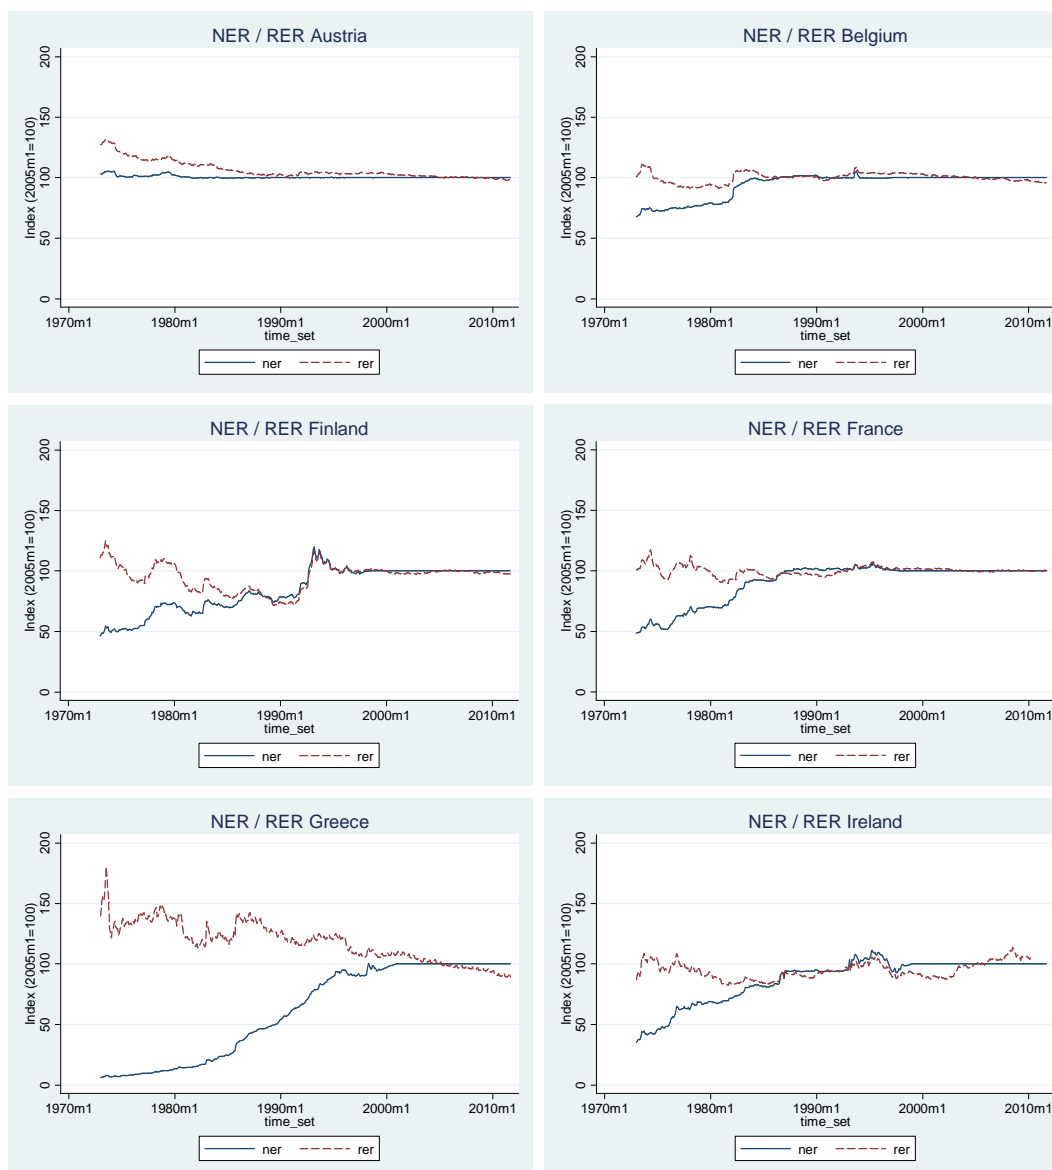 NER / RER Austria
Index (2005m1=100)
200
150
100
50
0
1970m1 1980m1 1990m1 2000m1 2010m1
time_set
ner rer
NER / RER Belgium
Index (2005m1=100)
200
150
100
50
0
1970m1 1980m1 1990m1 2000m1 2010m1
time_set
ner rer
NER / RER Finland
Index (2005m1=100)
200
150
100
50
0
1970m1 1980m1 1990m1 2000m1 2010m1
time_set
ner rer
NER / RER France
Index (2005m1=100)
200
150
100
50
0
1970m1 1980m1 1990m1 2000m1 2010m1
time_set
ner rer
NER / RER Greece
Index (2005m1=100)
200
150
100
50
0
1970m1 1980m1 1990m1 2000m1 2010m1
time_set
ner rer
NER / RER Ireland
Index (2005m1=100)
200
150
100
50
0
1970m1 1980m1 1990m1 2000m1 2010m1
time_set
ner rer